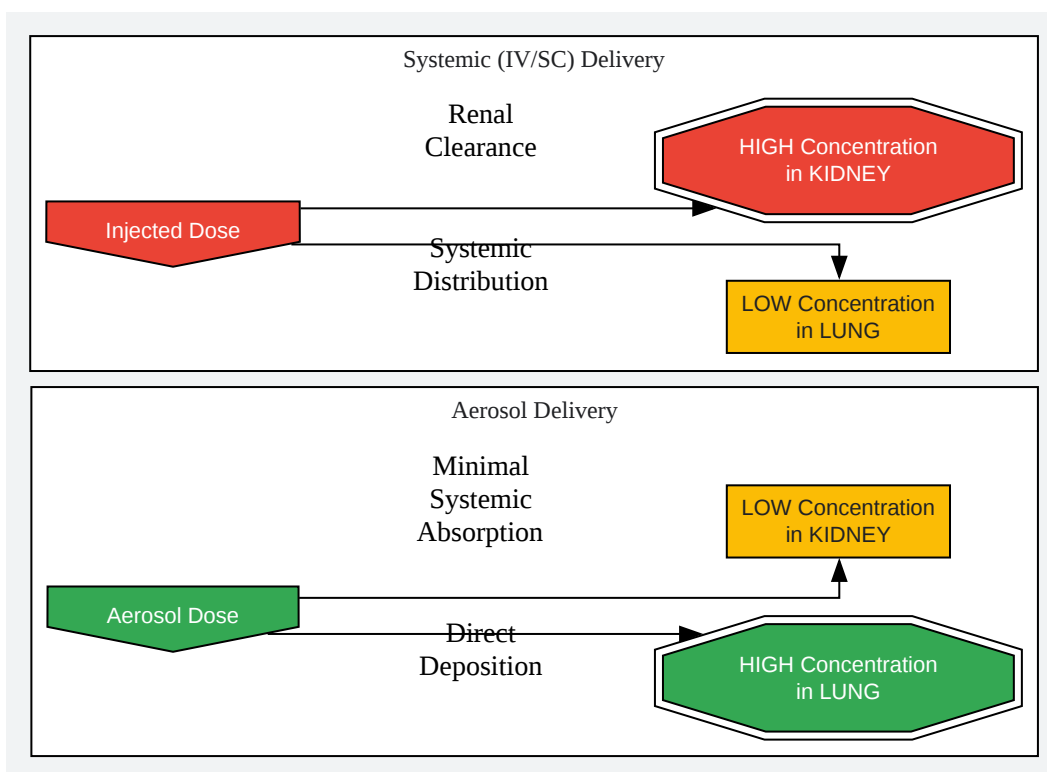 Systemic (IV/SC) Delivery
Renal
Clearance
HIGH Concentration
in KIDNEY
Injected Dose
Systemic
Distribution
LOW Concentration
in LUNG
Aerosol Delivery
Minimal
Systemic
Absorption
LOW Concentration
in KIDNEY
Aerosol Dose
Direct
Deposition
HIGH Concentration
in LUNG